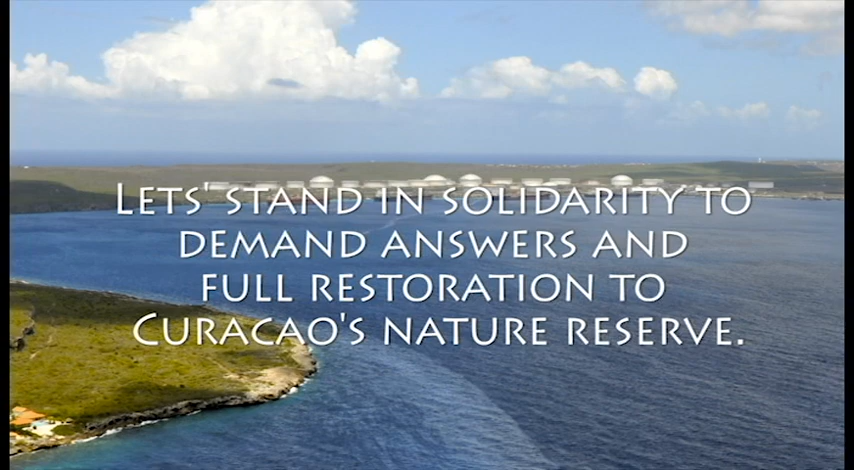 Lets' stand in solidarity to
demand answers and
full restoration to
Curacao's nature reserve.